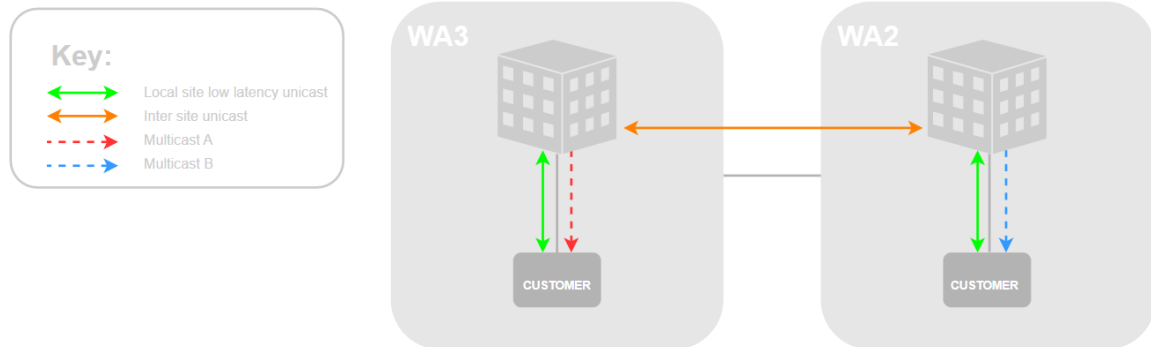 WA3
WA2
Key:
Local site low latency unicast
Inter site unicast
Multicast A
Multicast B
CUSTOMER
CUSTOMER